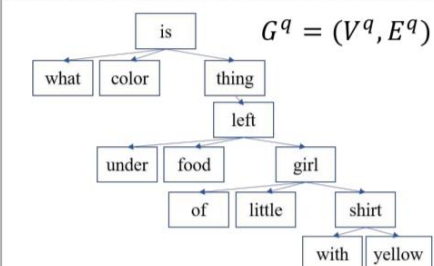 is
G^q = (V^q, E^q)
what color thing
left
under food girl
of little shirt
with yellow